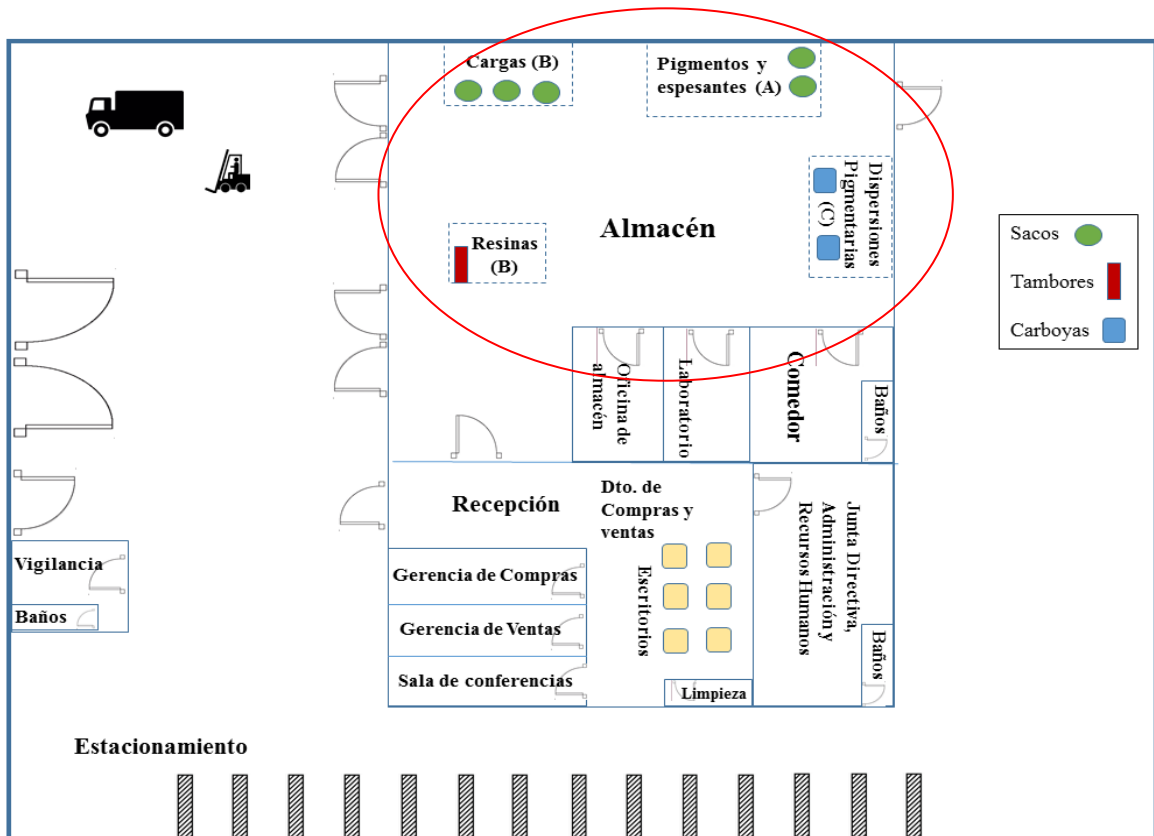 Cargas (B)
Pigmentos y
espesantes (A)
Dispersiones
Pigmentarias
(C)
Almacén
Resinas
(B)
Sacos
Tambores
Carboyas
Oficina de
almacén
Laboratorio
Comedor
Baños
Recepción
Dto. de
Compras y
ventas
Escritorios
Junta Directiva,
Administración y
Recursos Humanos
Baños
Vigilancia
Baños
Gerencia de Compras
Gerencia de Ventas
Sala de conferencias
Limpieza
Estacionamiento